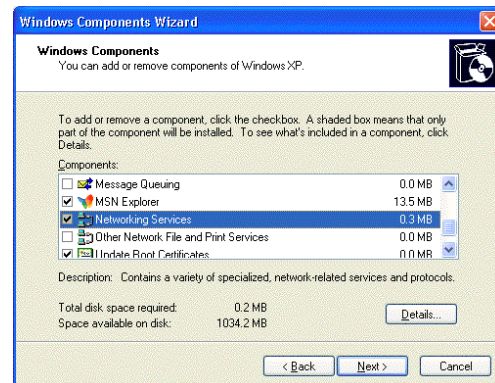 Windows Components Wizard
Windows Components
You can add or remove components of Windows XP.
To add or remove a component, click the checkbox. A shaded box means that only
part of the component will be installed. To see what's included in a component, click
Details.
Components:
Message Queuing 0.0 MB
MSN Explorer 13.5 MB
Networking Services 0.3 MB
Other Network File and Print Services 0.0 MB
Update Root Certificates 0.0 MB
Description: Contains a variety of specialized, network-related services and protocols.
Total disk space required: 0.2 MB
Space available on disk: 1034.2 MB
Details...
< Back Next > Cancel